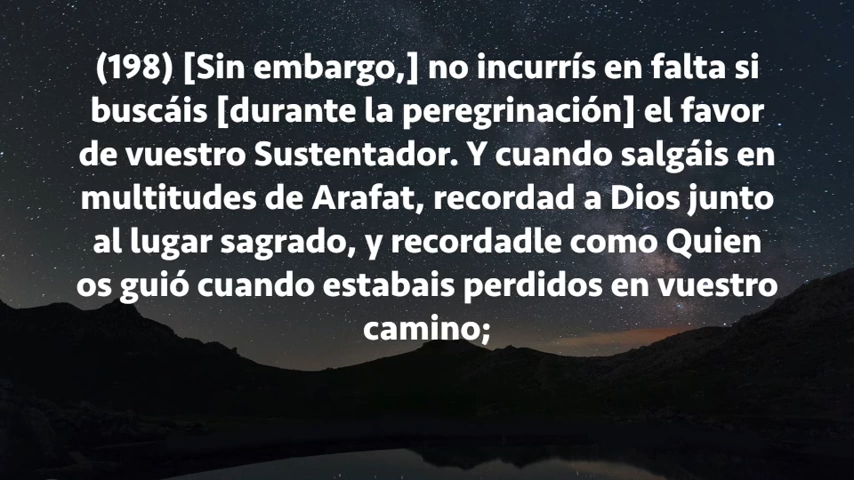 (198) [Sin embargo,] no incurrís en falta si
buscáis [durante la peregrinación] el favor
de vuestro Sustentador. Y cuando salgáis en
multitudes de Arafat, recordad a Dios junto
al lugar sagrado, y recordadle como Quien
os guió cuando estabais perdidos en vuestro
camino;